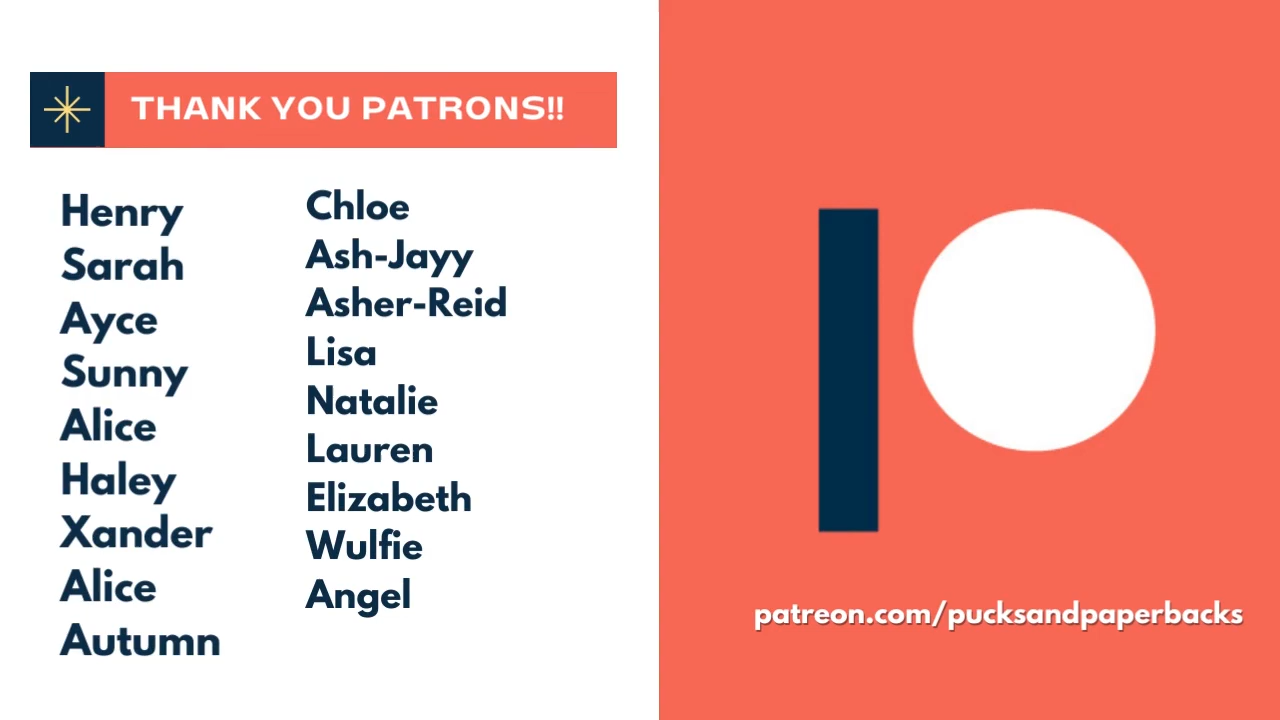 THANK YOU PATRONS!!
Henry
Sarah
Ayce
Sunny
Alice
Haley
Xander
Alice
Autumn
Chloe
Ash-Jayy
Asher-Reid
Lisa
Natalie
Lauren
Elizabeth
Wulfie
Angel
patreon.com/pucksandpaperbacks